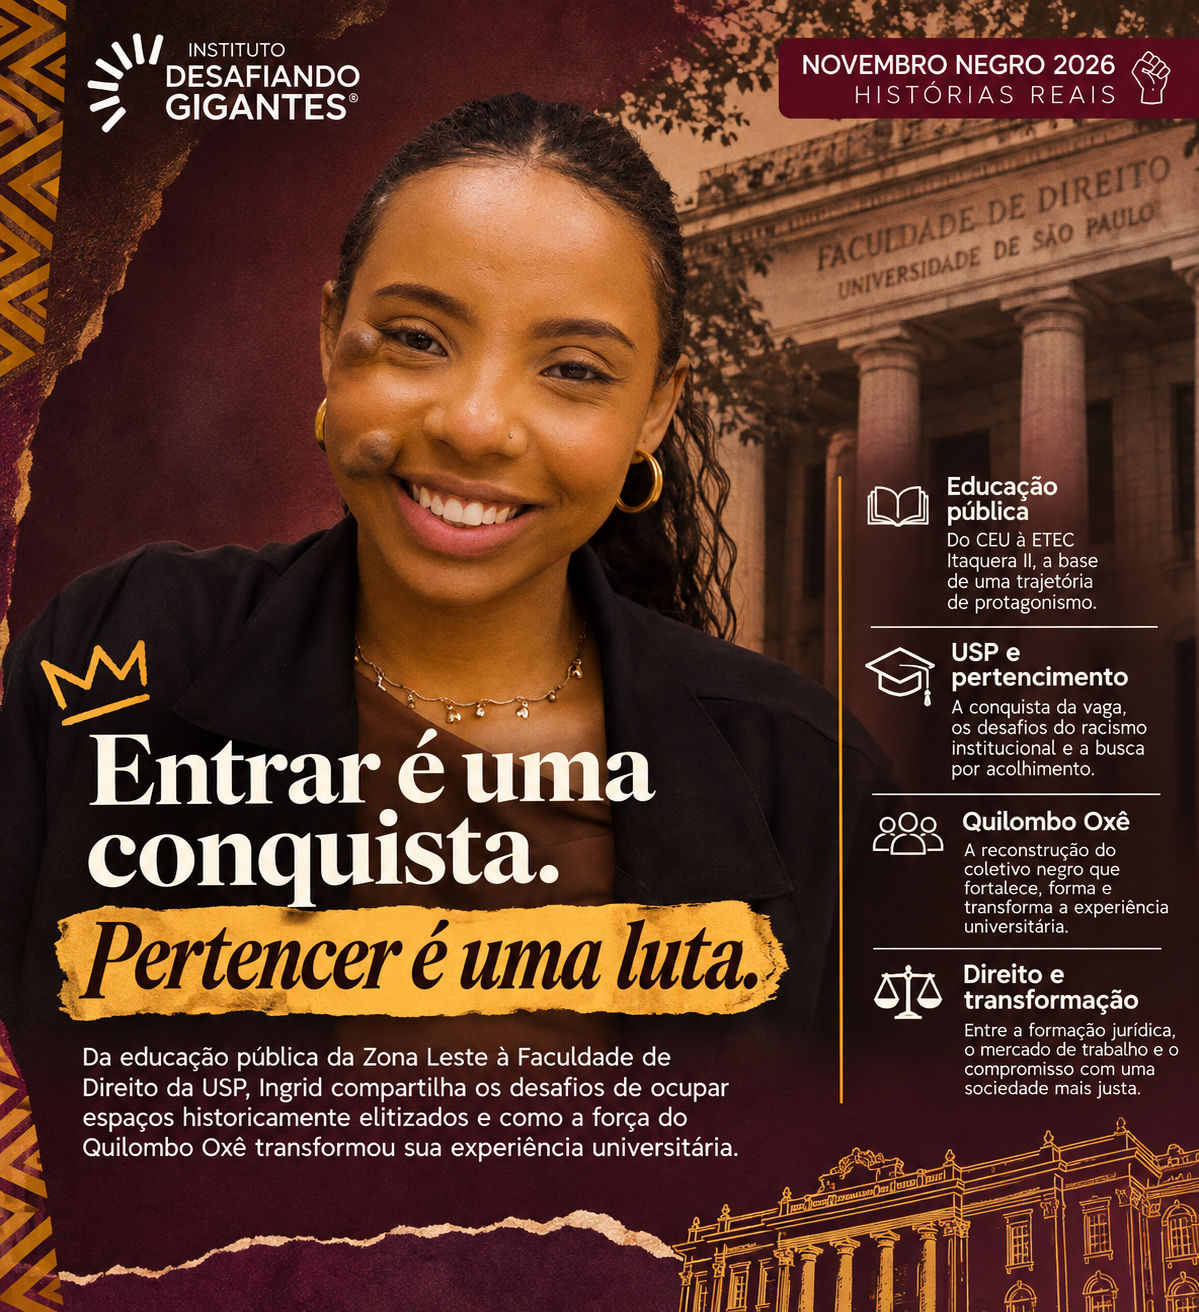 INSTITUTO
DESAFIANDO
GIGANTES®
NOVEMBRO NEGRO 2026
HISTÓRIAS REAIS
FACULDADE DE DIREITO
UNIVERSIDADE DE SÃO PAULO
Educação
pública
Do CEU à ETEC
Itaquera II, a base
de uma trajetória
de protagonismo.
USP e
pertencimento
A conquista da vaga,
os desafios do racismo
institucional e a busca
por acolhimento.
Quilombo Oxê
A reconstrução do
coletivo negro que
fortalece, forma e
transforma a experiência
universitária.
Direito e
transformação
Entre a formação jurídica,
o mercado de trabalho e o
compromisso com uma
sociedade mais justa.
Entrar é uma
conquista.
Pertencer é uma luta.
Da educação pública da Zona Leste à Faculdade de
Direito da USP, Ingrid compartilha os desafios de ocupar
espaços historicamente elitizados e como a força do
Quilombo Oxê transformou sua experiência universitária.